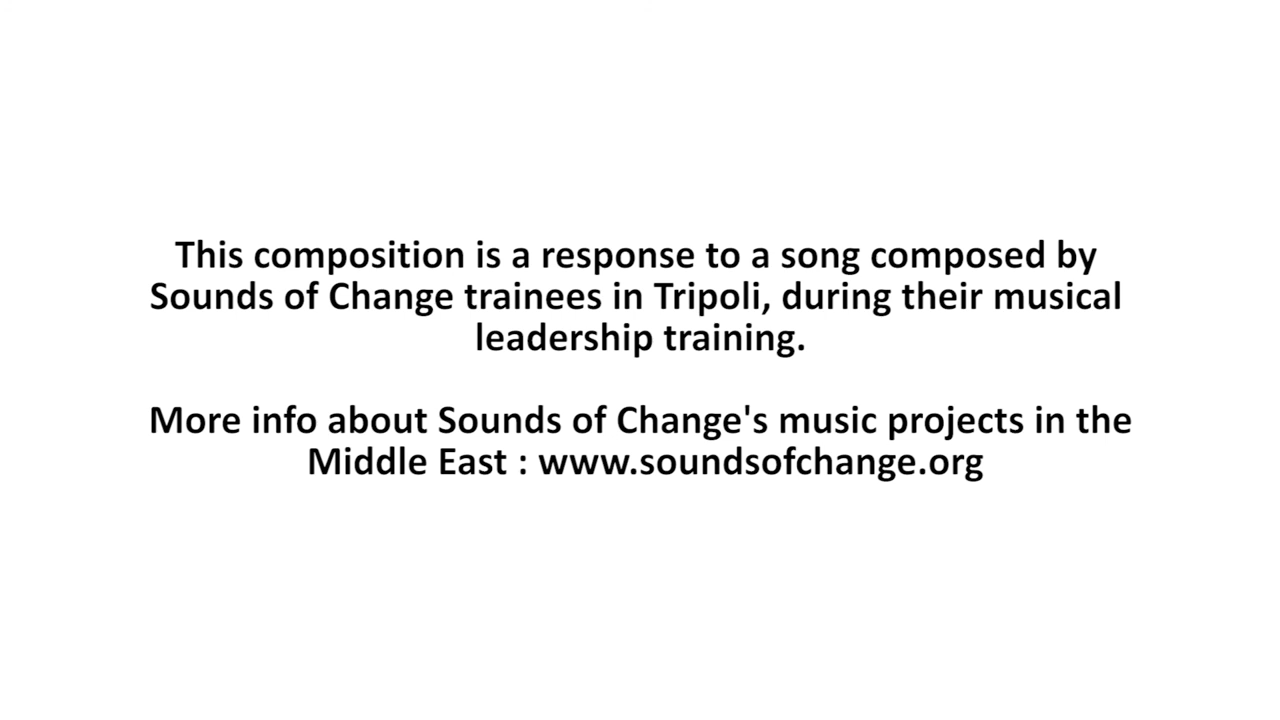 This composition is a response to a song composed by
Sounds of Change trainees in Tripoli, during their musical
leadership training.
More info about Sounds of Change's music projects in the
Middle East : www.soundsofchange.org